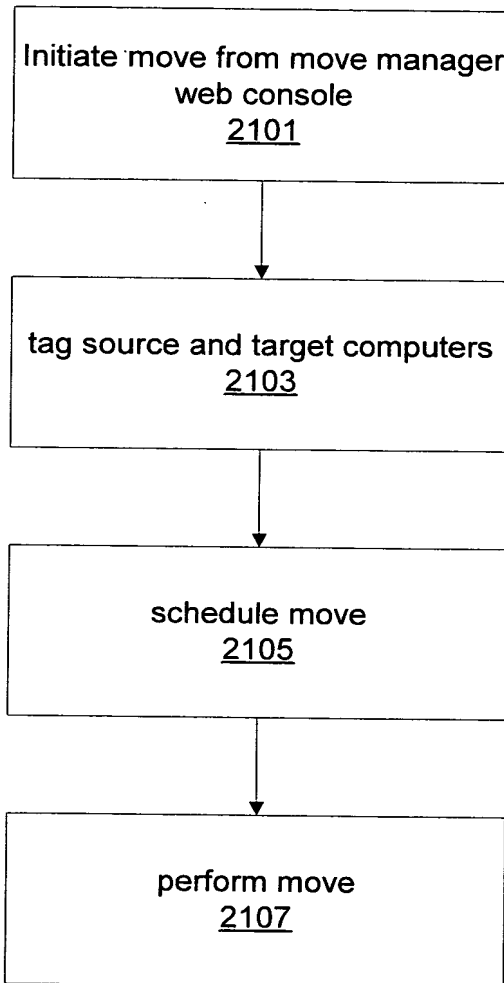 Initiate move from move manager
web console
2101
tag source and target computers
2103
schedule move
2105
perform move
2107